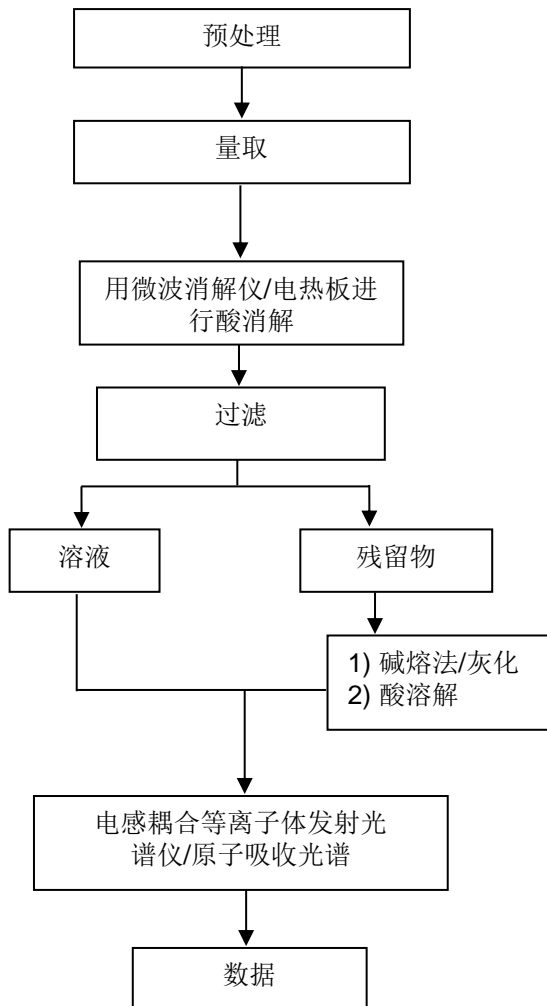 预处理
量取
用微波消解仪/电热板进
行酸消解
过滤
溶液
残留物
1) 碱熔法/灰化
2) 酸溶解
电感耦合等离子体发射光
谱仪/原子吸收光谱
数据